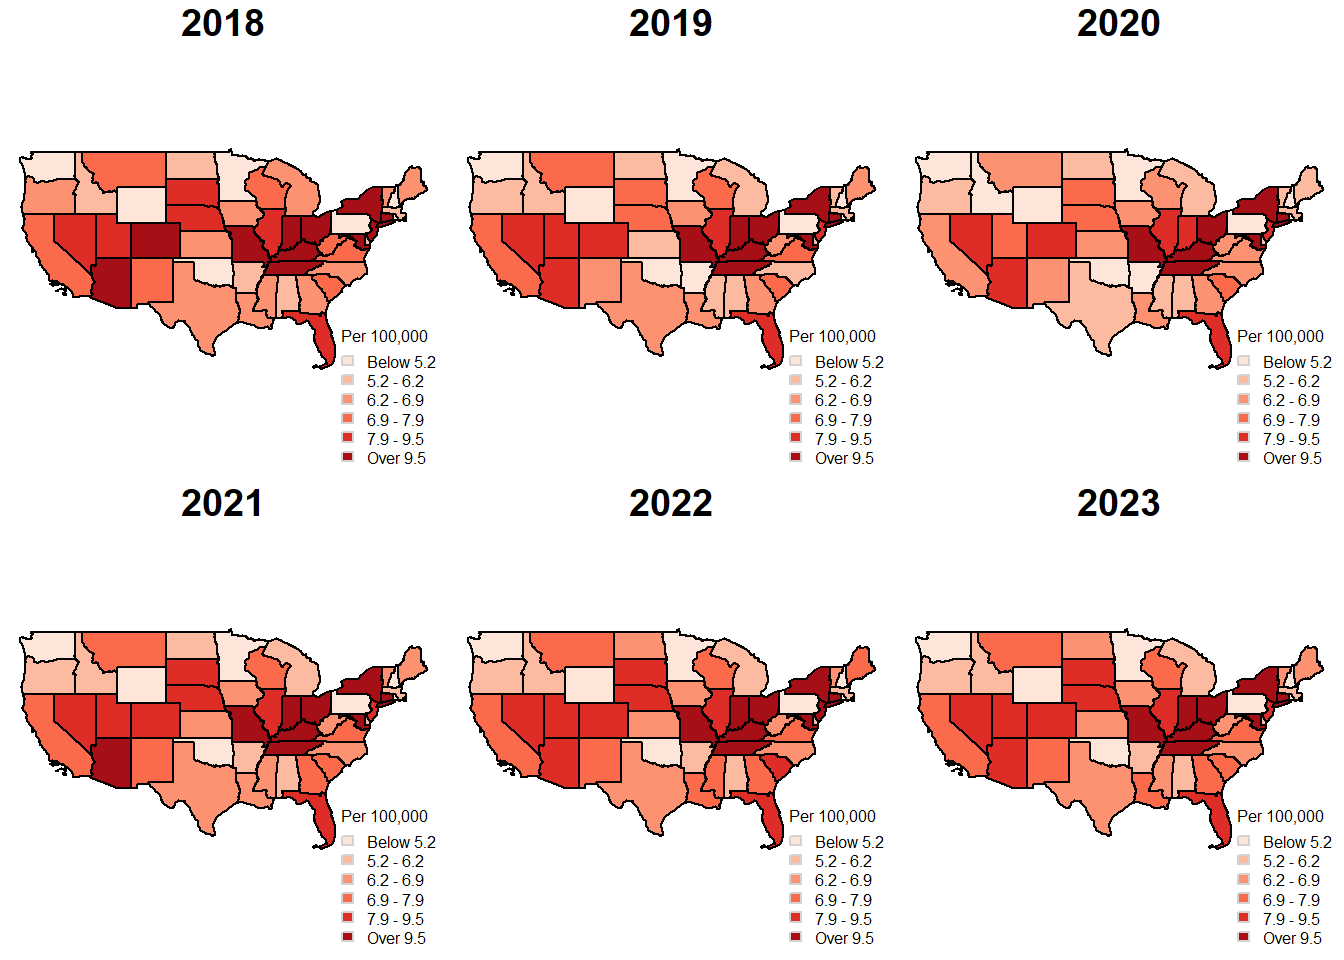 2018
2019
2020
Per 100,000
Below 5.2
5.2 - 6.2
6.2 - 6.9
6.9 - 7.9
7.9 - 9.5
Over 9.5
Per 100,000
Below 5.2
5.2 - 6.2
6.2 - 6.9
6.9 - 7.9
7.9 - 9.5
Over 9.5
Per 100,000
Below 5.2
5.2 - 6.2
6.2 - 6.9
6.9 - 7.9
7.9 - 9.5
Over 9.5
2021
2022
2023
Per 100,000
Below 5.2
5.2 - 6.2
6.2 - 6.9
6.9 - 7.9
7.9 - 9.5
Over 9.5
Per 100,000
Below 5.2
5.2 - 6.2
6.2 - 6.9
6.9 - 7.9
7.9 - 9.5
Over 9.5
Per 100,000
Below 5.2
5.2 - 6.2
6.2 - 6.9
6.9 - 7.9
7.9 - 9.5
Over 9.5